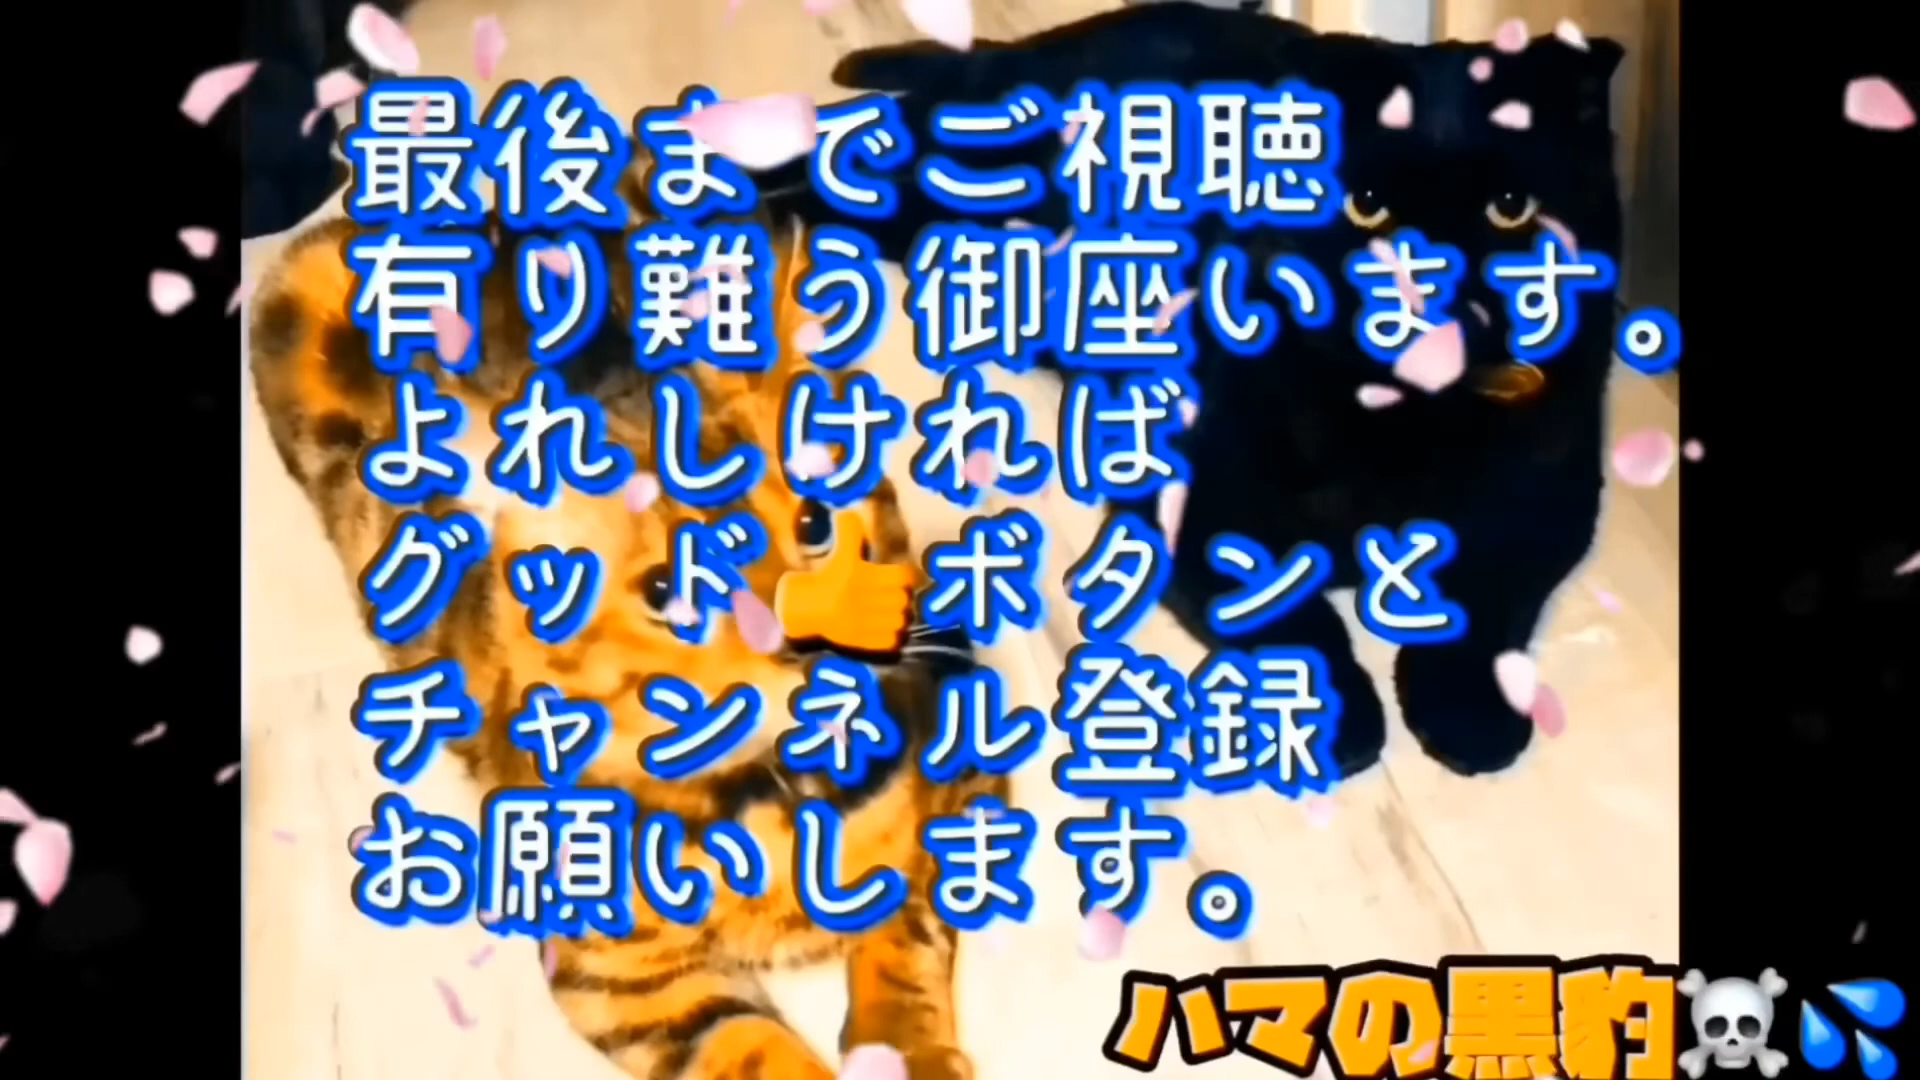 最後までご視聴
有り難う御座います。
よれしければ
グッド👍ボタンと
チャンネル登録
お願いします。
ハマの黒豹☠💦